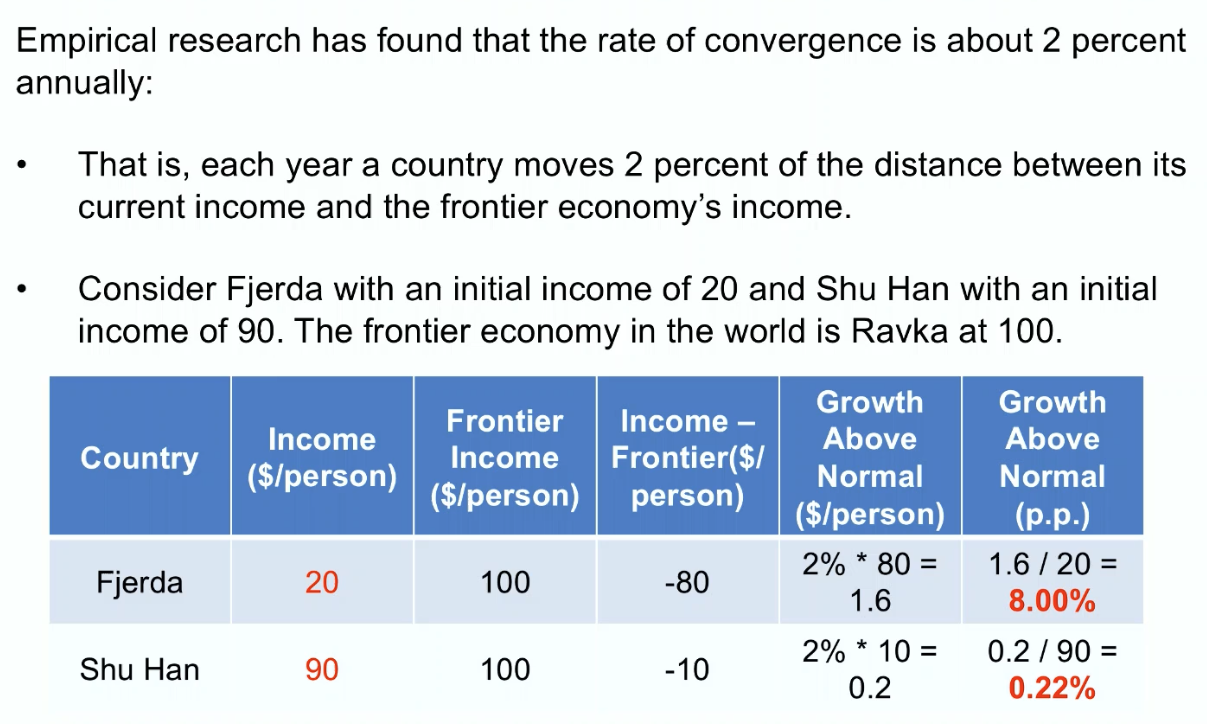 Empirical research has found that the rate of convergence is about 2 percent
annually:
• That is, each year a country moves 2 percent of the distance between its
current income and the frontier economy’s income.
• Consider Fjerda with an initial income of 20 and Shu Han with an initial
income of 90. The frontier economy in the world is Ravka at 100.
Country
Income
($/person)
Frontier
Income
($/person)
Income –
Frontier($/
person)
Growth
Above
Normal
($/person)
Growth
Above
Normal
(p.p.)
Fjerda
20
100
-80
2% * 80 =
1.6
1.6 / 20 =
8.00%
Shu Han
90
100
-10
2% * 10 =
0.2
0.2 / 90 =
0.22%